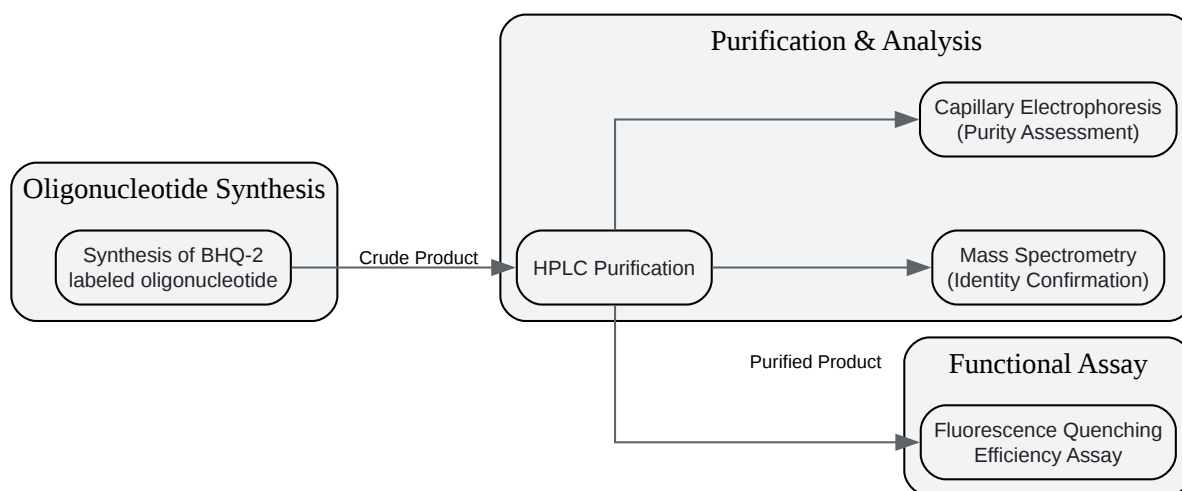 Purification & Analysis
Capillary Electrophoresis
(Purity Assessment)
Oligonucleotide Synthesis
Synthesis of BHQ-2
labeled oligonucleotide
Crude Product
HPLC Purification
Mass Spectrometry
(Identity Confirmation)
Purified Product
Functional Assay
Fluorescence Quenching
Efficiency Assay